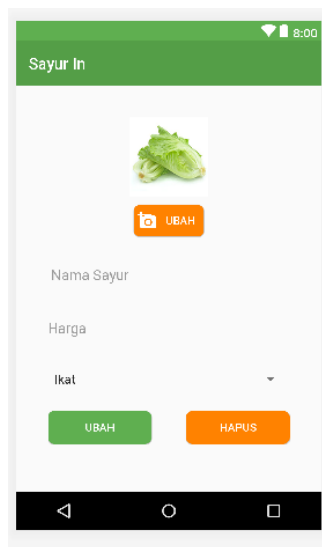 8:00
Sayur In
UBAH
Nama Sayur
Harga
Ikat
UBAH
HAPUS